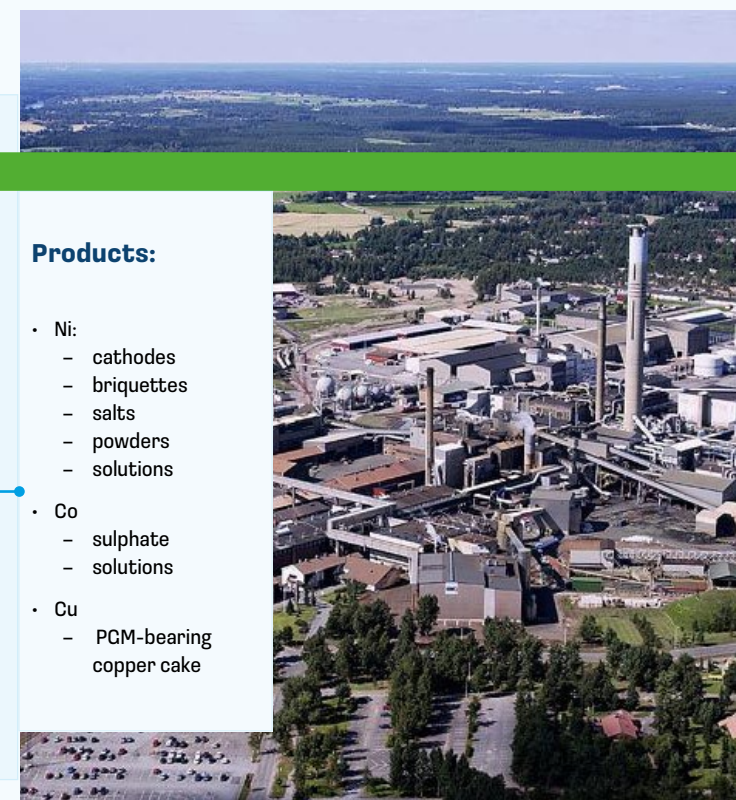 Products:
• Ni:
– cathodes
– briquettes
– salts
– powders
– solutions
• Co
– sulphate
– solutions
• Cu
– PGM-bearing
copper cake